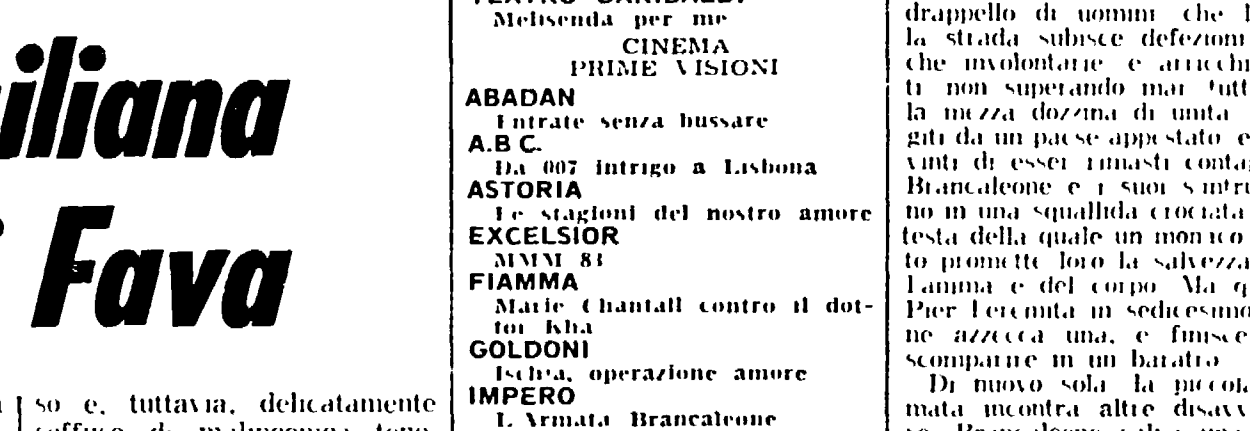 iliana
Fava
so e, tuttavia, delicatamente
TEATRO GARIBALDI
Melisenda per me
CINEMA
PRIME VISIONI
ABADAN
Entrate senza bussare
A.B C.
Da 007 intrigo a Lisbona
ASTORIA
Le stagioni del nostro amore
EXCELSIOR
MMM 83
FIAMMA
Marie Chantall contro il dot-
tor Kha
GOLDONI
Ischia, operazione amore
IMPERO
L'Armata Brancaleone
drappello di uomini che
la strada subisce defezioni
che involontarie e arricchi
ti non superando mai tutt
la mezza dozzina di unita
giti da un paese appestato e
vinti di esser rimasti conta
Brancaleone e i suoi s'intru
no in una squallida crociata
testa della quale un monaco
to promette loro la salvezza
l'anima e del corpo Ma q
Pier l'eremita in sedicesimo
ne azzecca una, e finisce
scomparire in un baratro
Di nuovo sola la piccola
mata incontra altre disavv